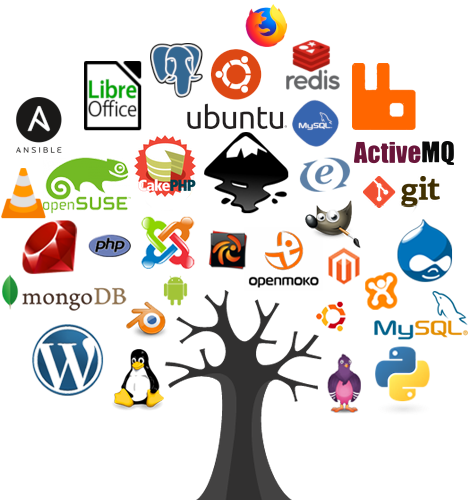 redis
Libre
Office
ubuntu
MySQL
ANSIBLE
ActiveMQ
CakePHP
e
git
openSUSE
php
openmoko
mongoDB
MySQL
W